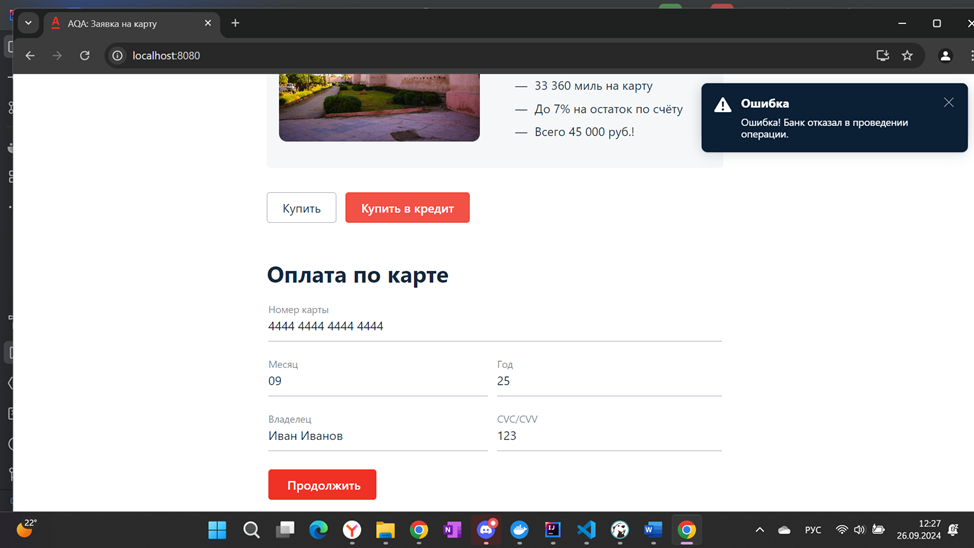 AQA: Заявка на карту
localhost:8080
— 33 360 миль на карту
— До 7% на остаток по счёту
— Всего 45 000 руб.!
Ошибка
Ошибка! Банк отказал в проведении
операции.
Купить
Купить в кредит
Оплата по карте
Номер карты
4444 4444 4444 4444
Месяц
Год
09
25
Владелец
CVC/CVV
Иван Иванов
123
Продолжить
22°
РУС
12:27
26.09.2024